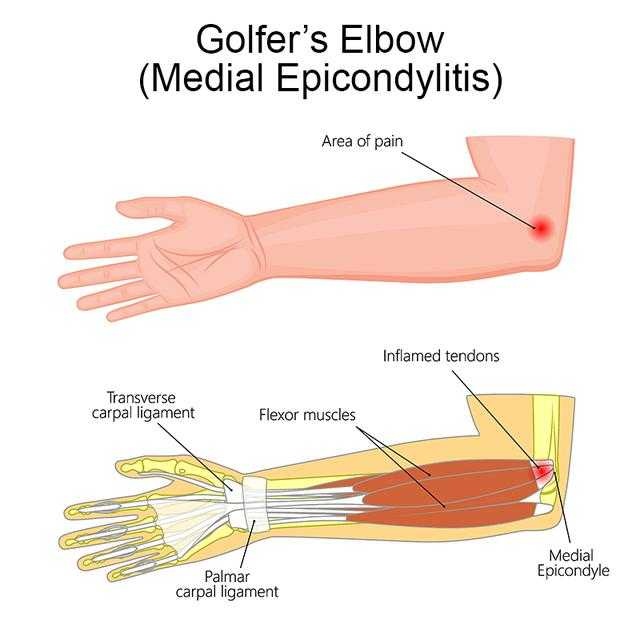 Golfer’s Elbow
(Medial Epicondylitis)
Area of pain
Inflamed tendons
Transverse
carpal ligament
Flexor muscles
Medial
Epicondyle
Palmar
carpal ligament